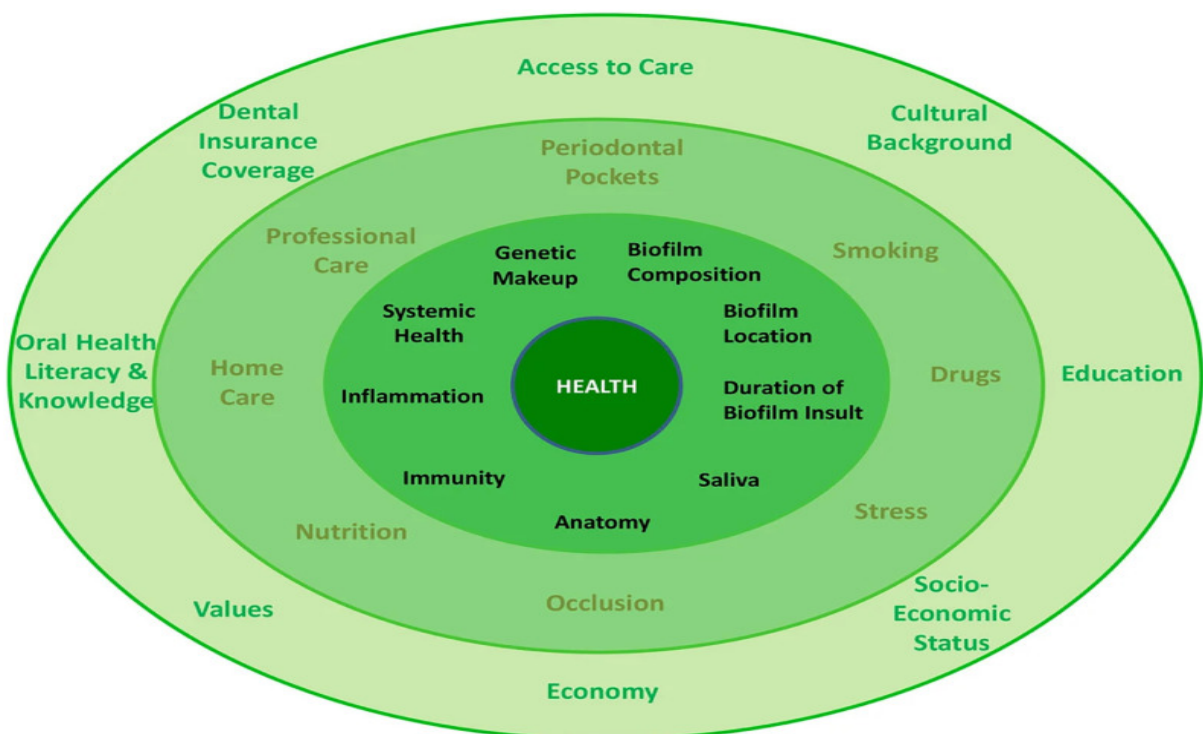 Access to Care
Dental
Insurance
Coverage
Cultural
Background
Periodontal
Pockets
Professional
Care
Smoking
Genetic
Makeup
Biofilm
Composition
Systemic
Health
Biofilm
Location
Oral Health
Literacy &
Knowledge
Home
Care
Inflammation
HEALTH
Duration of
Biofilm Insult
Drugs
Education
Immunity
Saliva
Anatomy
Nutrition
Stress
Occlusion
Values
Socio-
Economic
Status
Economy